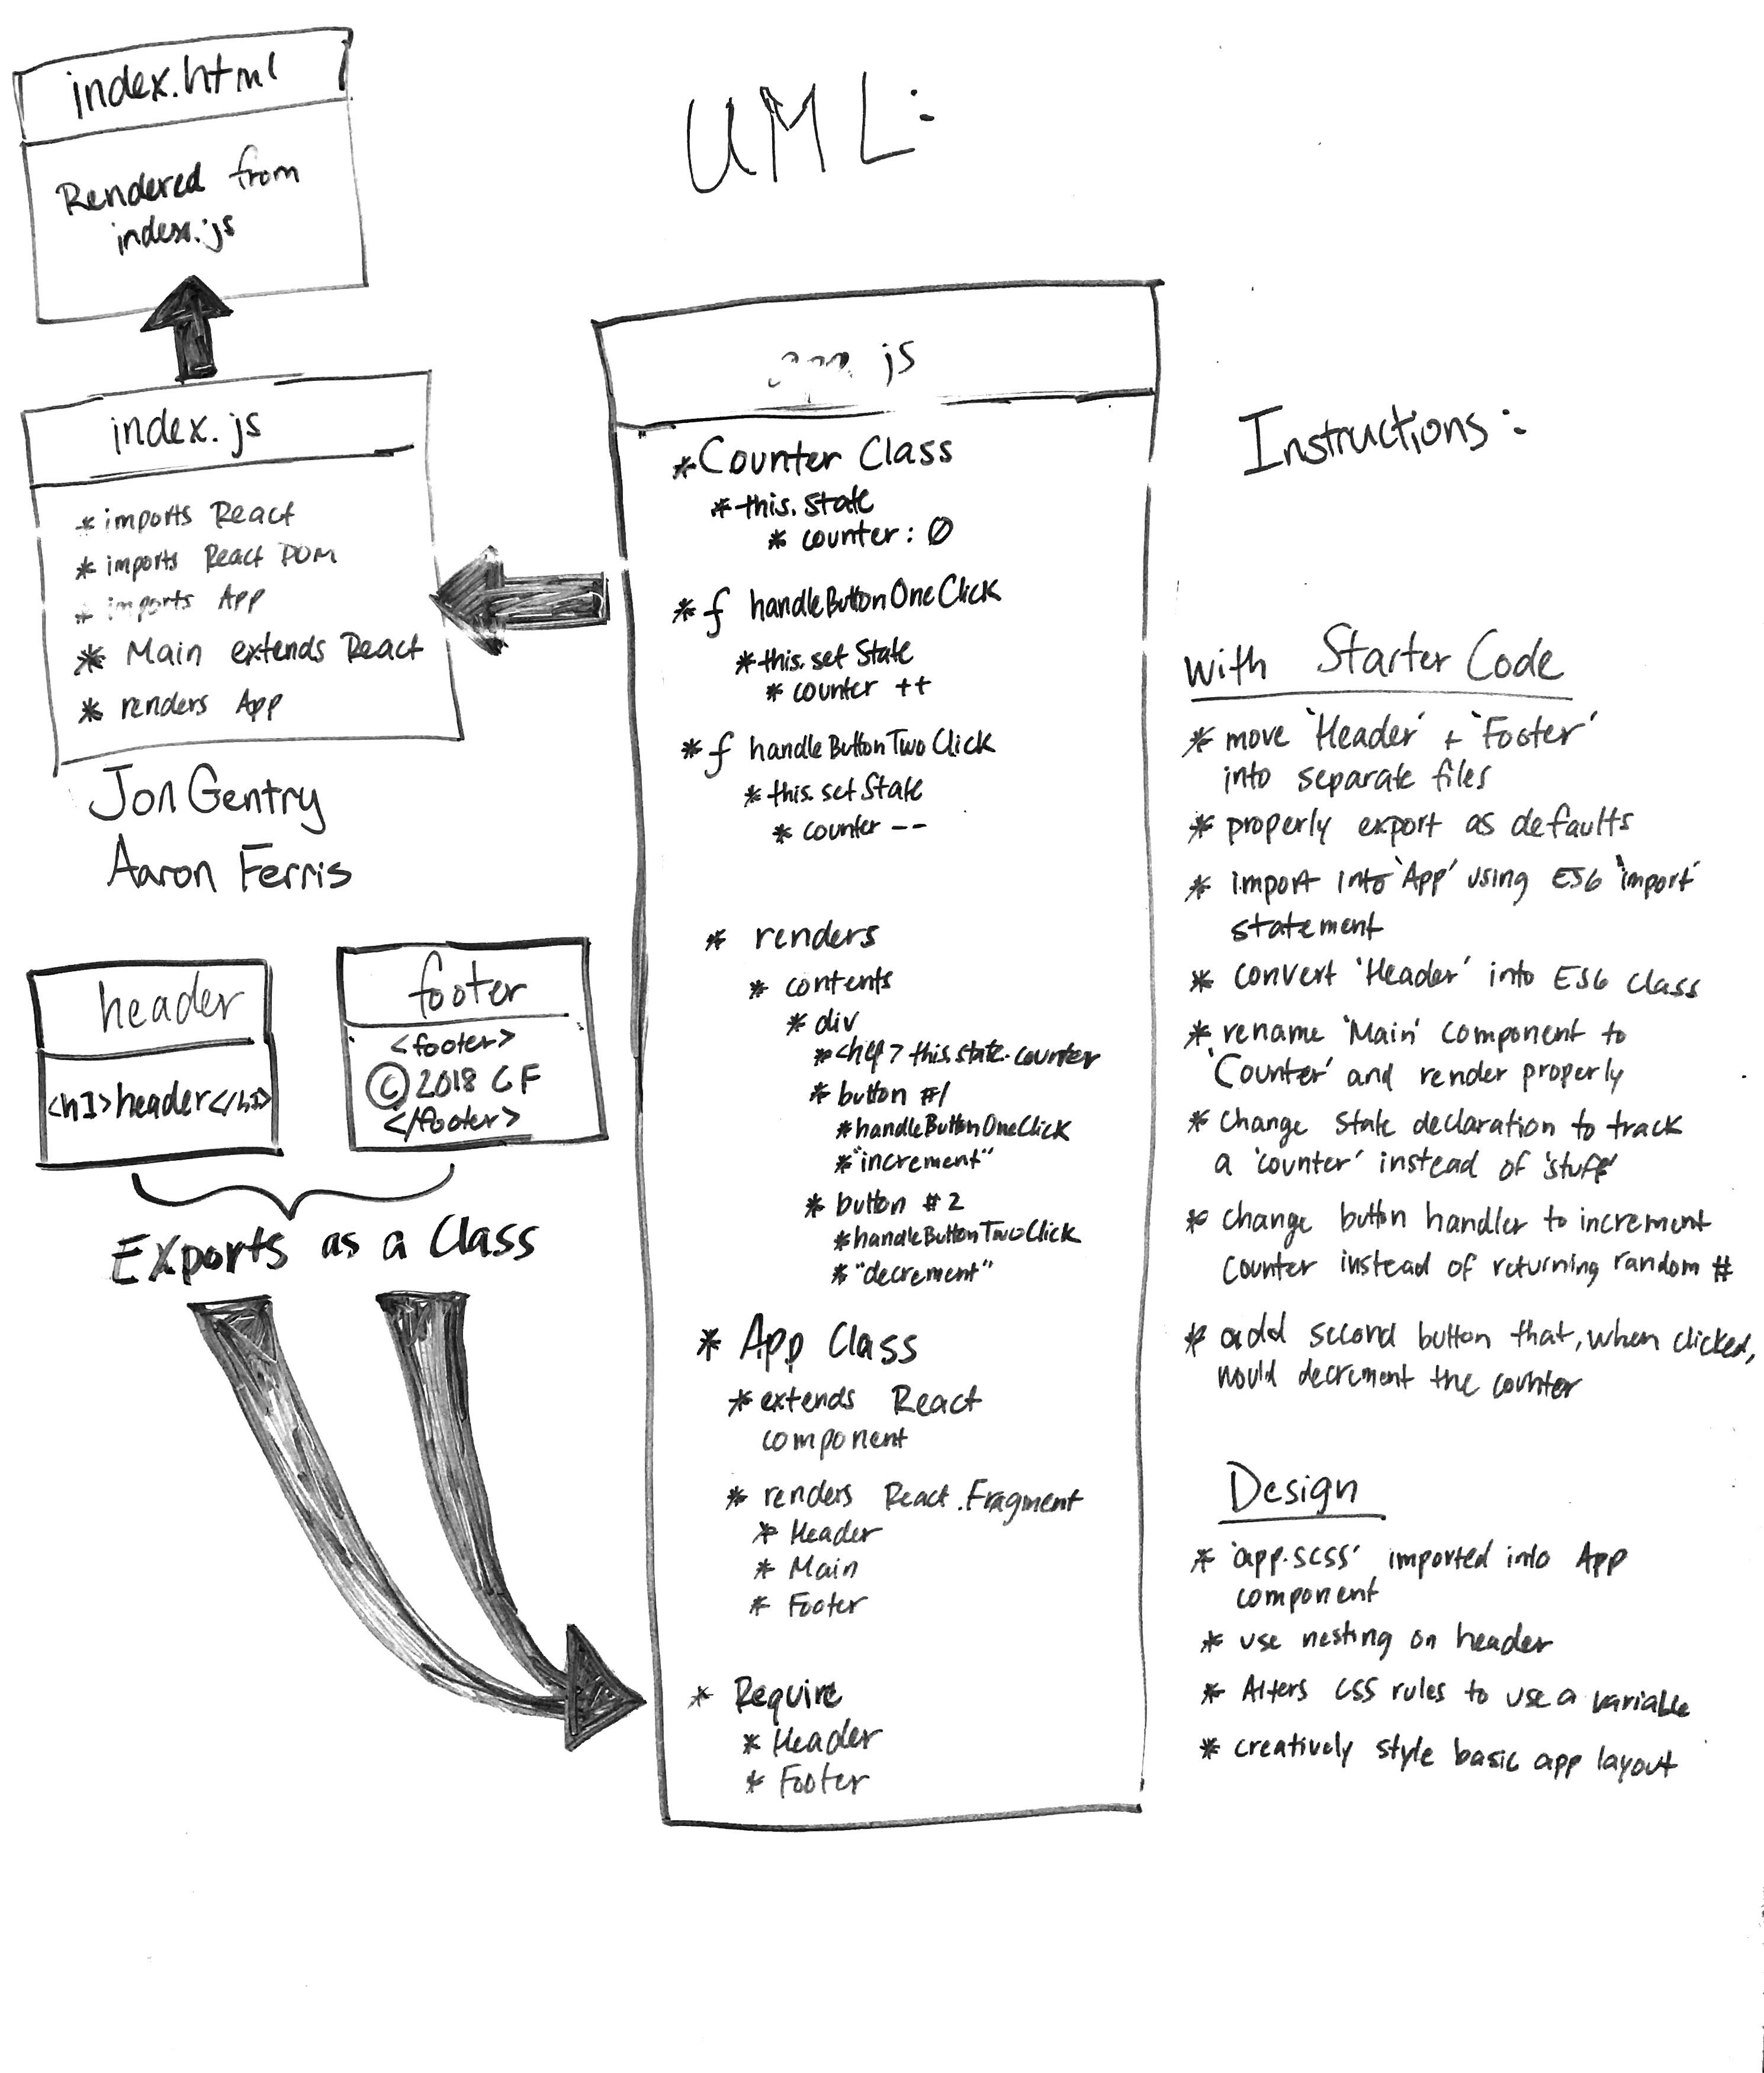 index.html
Rendered from
index.js
UML:
index.js
* imports React
* imports React DOM
* imports App
* Main extends React
* renders App
Jon Gentry
Aaron Ferris
header
<h1>header</h1>
footer
<footer>
© 2018 CF
</footer>
Exports as a Class
app.js
* Counter Class
* this.state
* counter: 0
* f handleButtonOneClick
* this.setState
* counter ++
* f handleButtonTwoClick
* this.setState
* counter --
* renders
* contents
* div
* this.state.counter
* button #1
* handleButtonOneClick
* "increment"
* button #2
* handleButtonTwoClick
* "decrement"
* App Class
* extends React
component
* renders React.Fragment
* Header
* Main
* Footer
* Require
* Header
* Footer
Instructions:
with Starter Code
* move 'Header' + 'Footer'
into separate files
* properly export as defaults
* import into 'App' using ES6 'import'
statement
* convert 'Header' into ES6 class
* rename 'Main' component to
'Counter' and render properly
* Change state declaration to track
a 'counter' instead of 'stuff'
* change button handler to increment
counter instead of returning random #
* add second button that, when clicked,
would decrement the counter
Design
* 'app.scss' imported into App
component
* use nesting on header
* Alters CSS rules to use a variable
* creatively style basic app layout